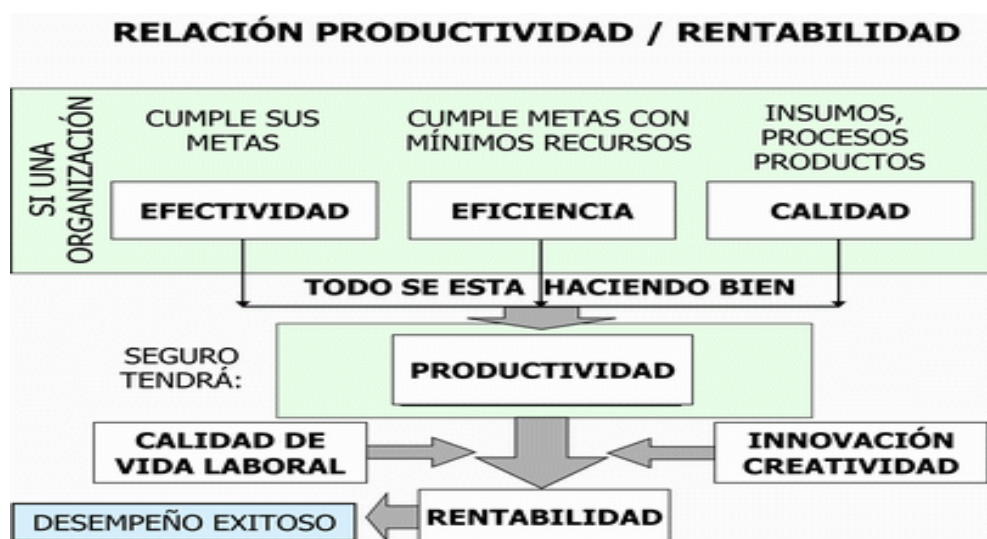 RELACIÓN PRODUCTIVIDAD / RENTABILIDAD
SI UNA
ORGANIZACIÓN
CUMPLE SUS
METAS
EFECTIVIDAD
CUMPLE METAS CON
MÍNIMOS RECURSOS
EFICIENCIA
INSUMOS,
PROCESOS
PRODUCTOS
CALIDAD
TODO SE ESTA HACIENDO BIEN
SEGURO
TENDRÁ:
PRODUCTIVIDAD
CALIDAD DE
VIDA LABORAL
INNOVACIÓN
CREATIVIDAD
RENTABILIDAD
DESEMPEÑO EXITOSO